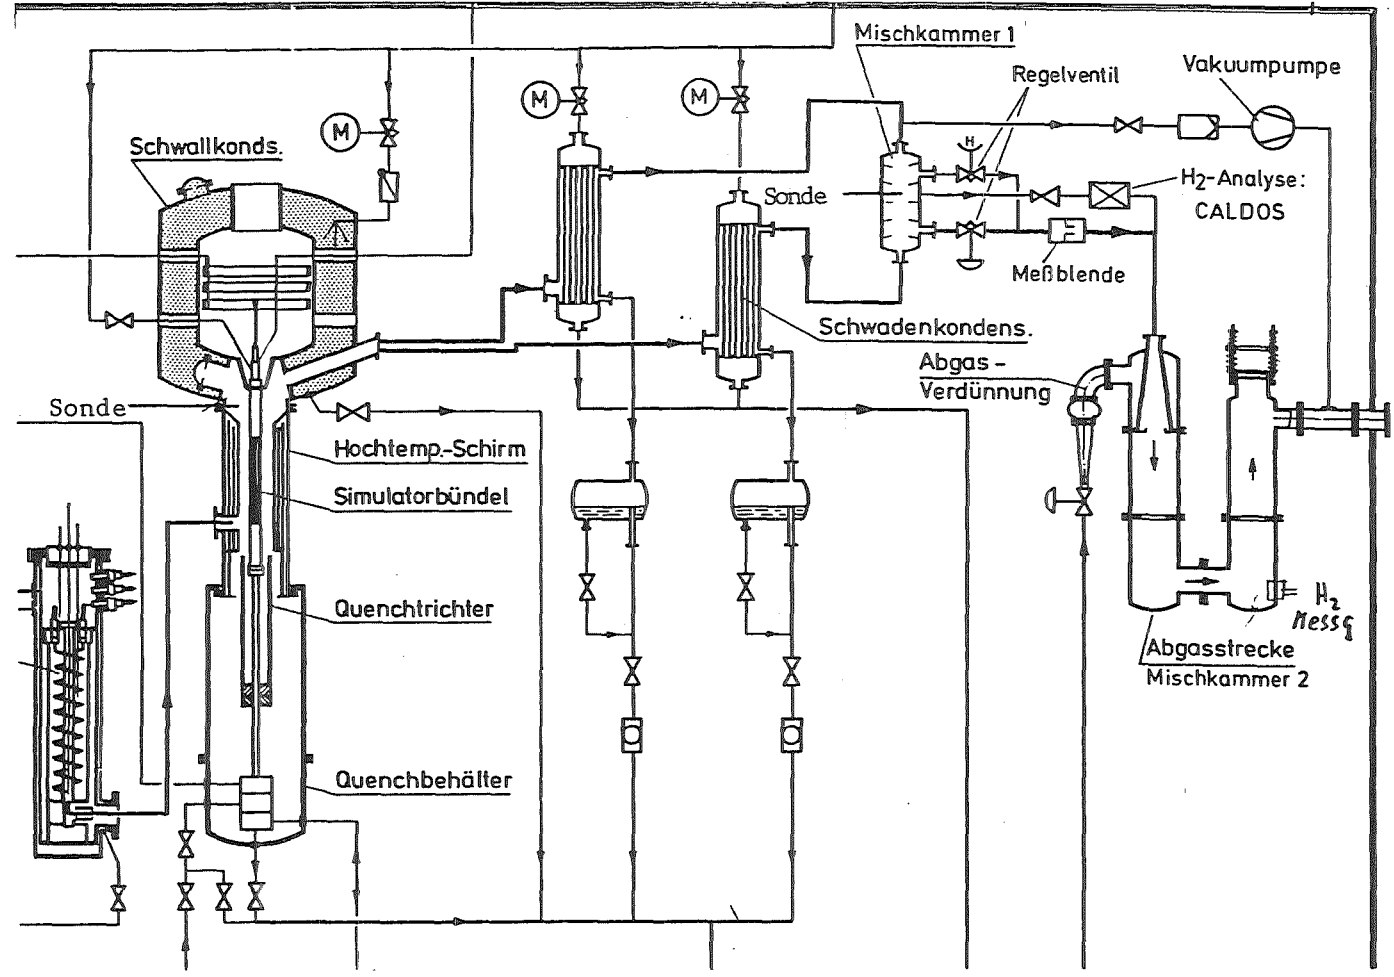 Mischkammer 1
Regelventil
Vakuumpumpe
M
M
M
Schwallkonds.
H
Sonde
H2-Analyse:
CALDOS
Meßblende
Schwadenkondens.
Abgas-
Verdünnung
Sonde
Hochtemp.-Schirm
Simulatorbündel
Quenchtrichter
H2
Messg
Abgasstrecke
Mischkammer 2
Quenchbehälter